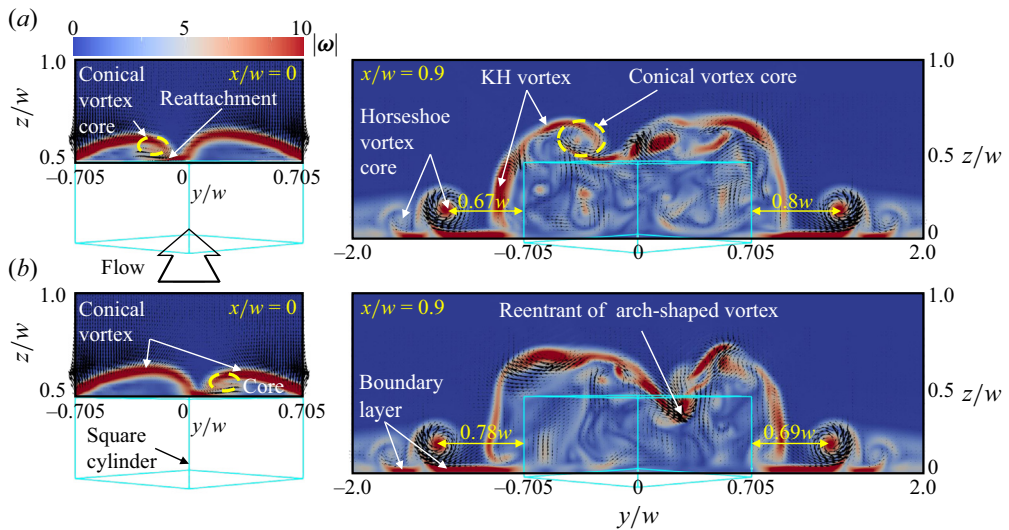 (a)
0 5 10
|ω|
1.0
z/w
0.5
Conical
vortex
core
x/w = 0
Reattachment
−0.705 0 0.705
y/w
Flow
x/w = 0.9
KH vortex
Conical vortex core
Horseshoe
vortex
core
0.67w
0.8w
1.0
0.5
z/w
0
−2.0 −0.705 0 0.705 2.0
(b)
1.0
z/w
0.5
Conical
vortex
x/w = 0
Core
−0.705 0 0.705
y/w
Square
cylinder
x/w = 0.9
Reentrant of arch-shaped vortex
Boundary
layer
0.78w
0.69w
1.0
z/w
0.5
0
−2.0 −0.705 0 0.705 2.0
y/w